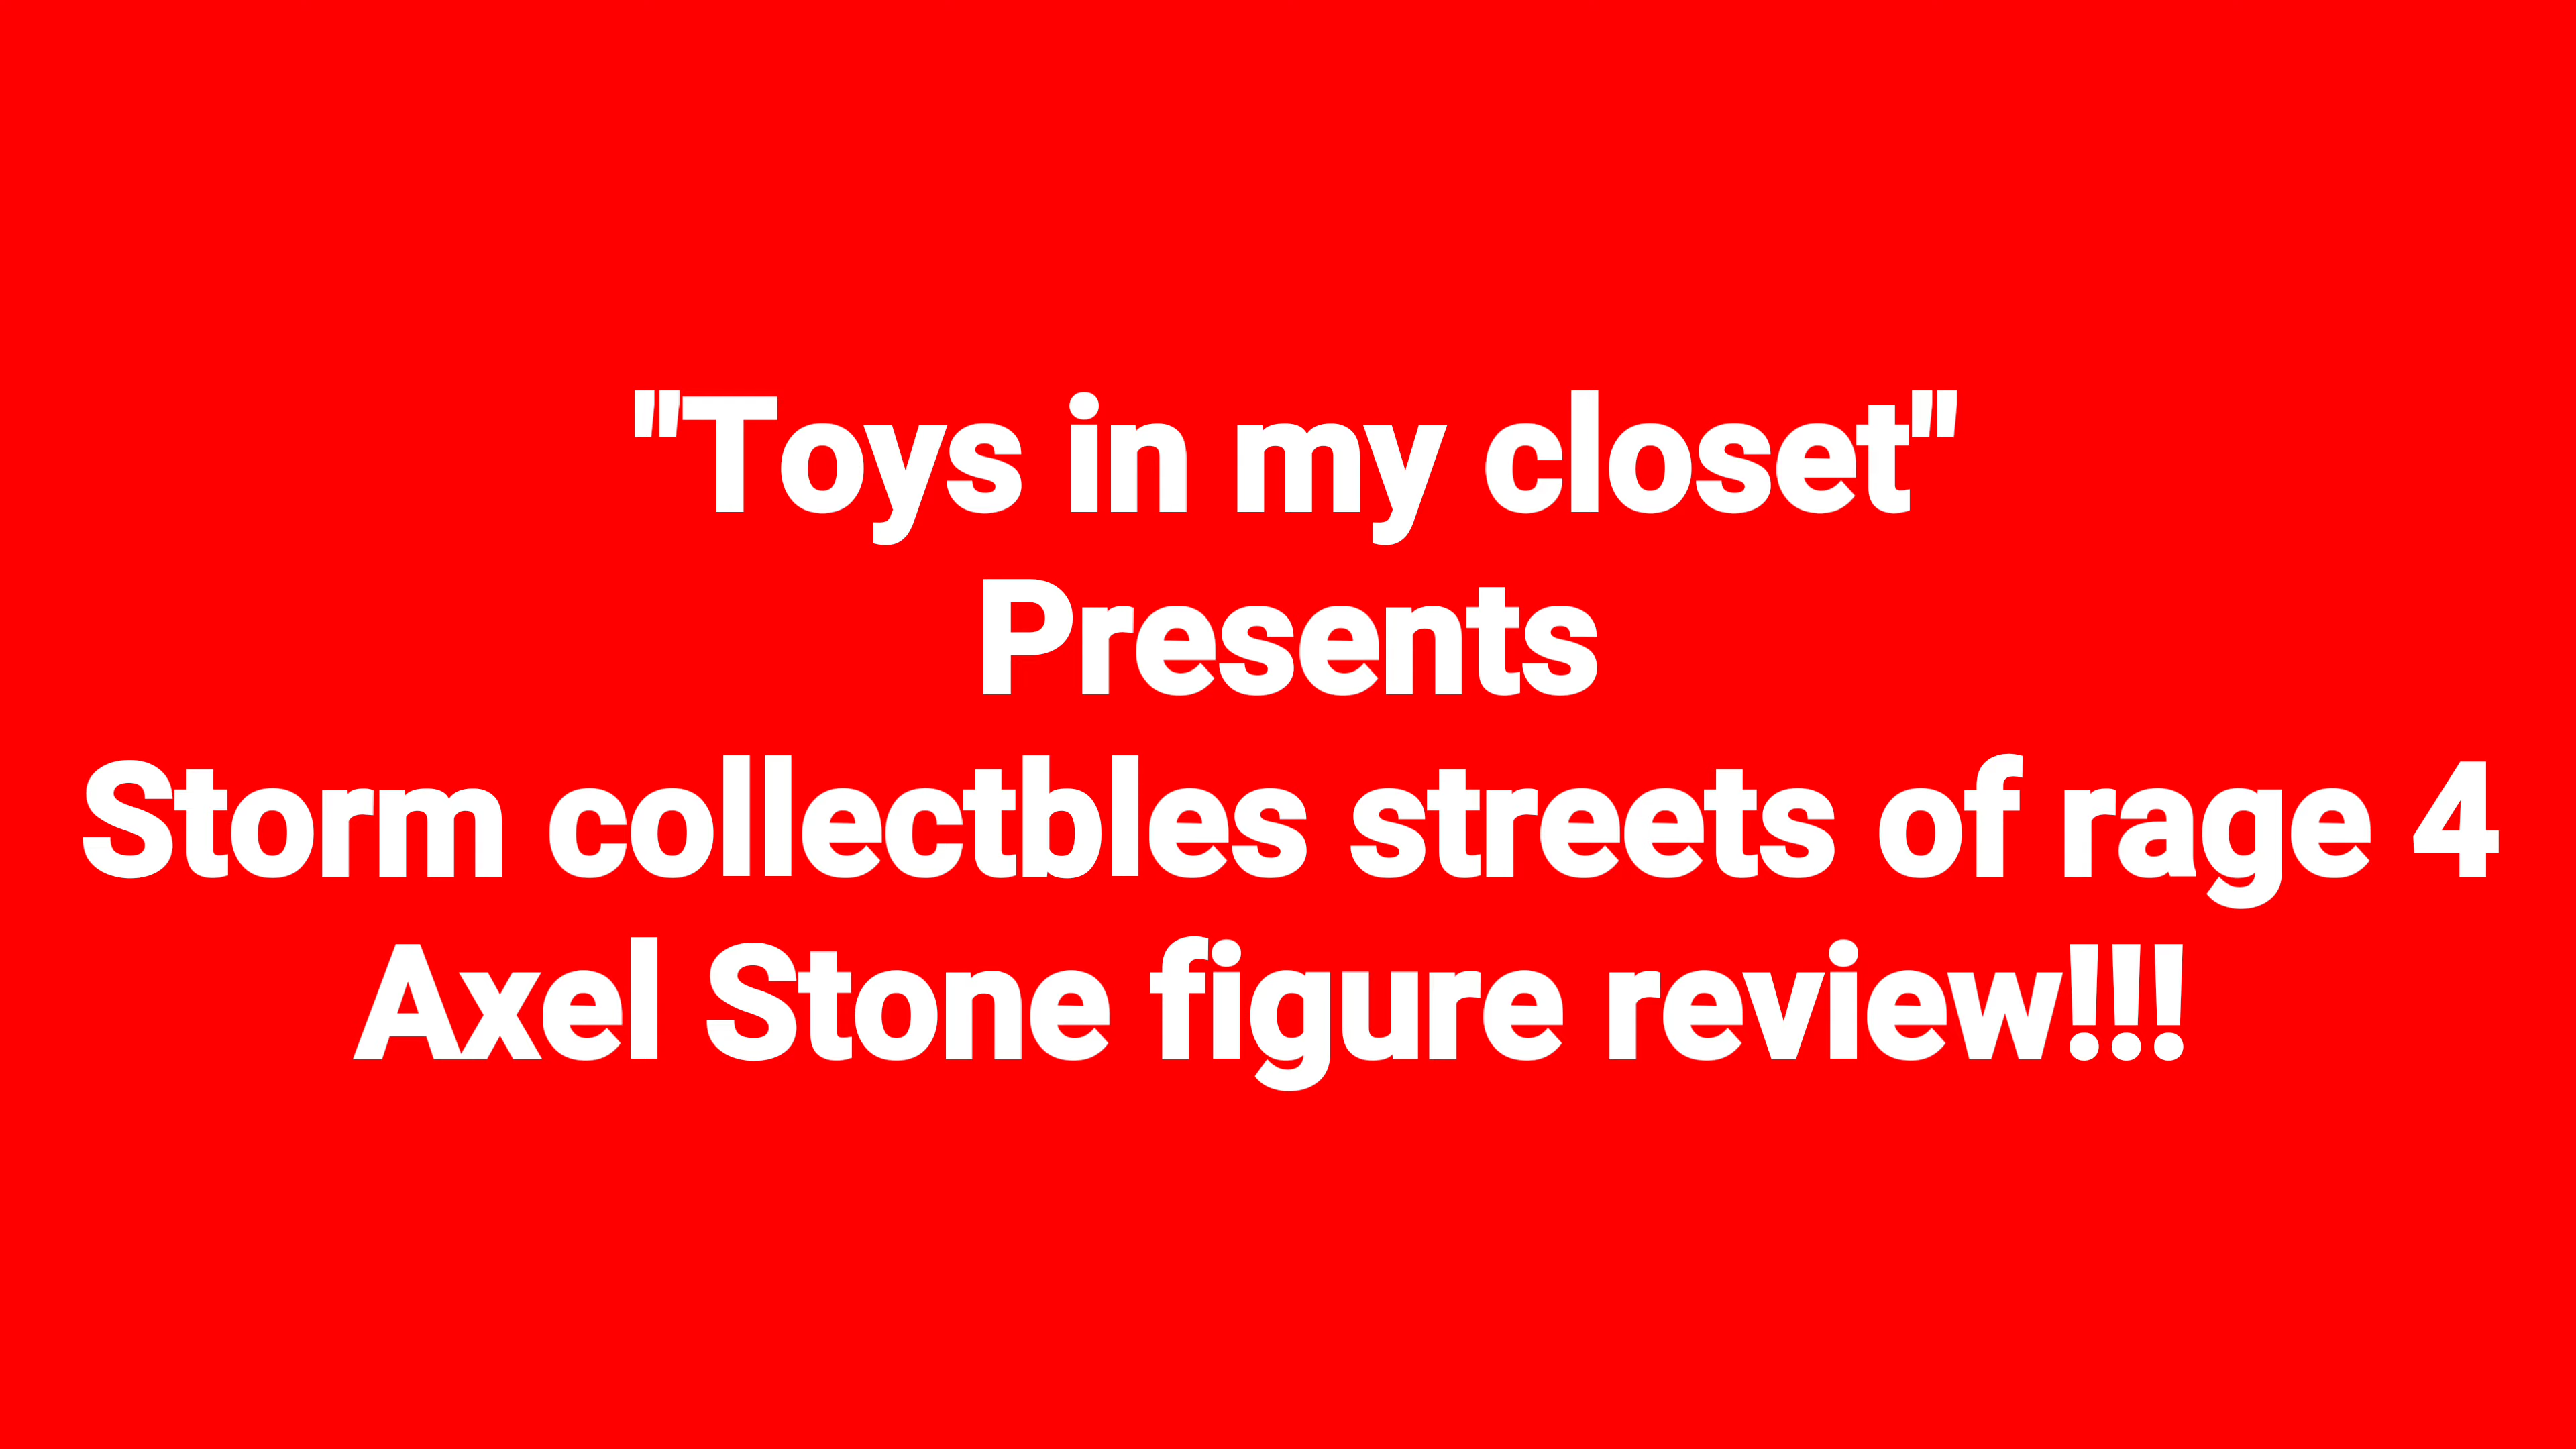 "Toys in my closet"
Presents
Storm collectbles streets of rage 4
Axel Stone figure review!!!